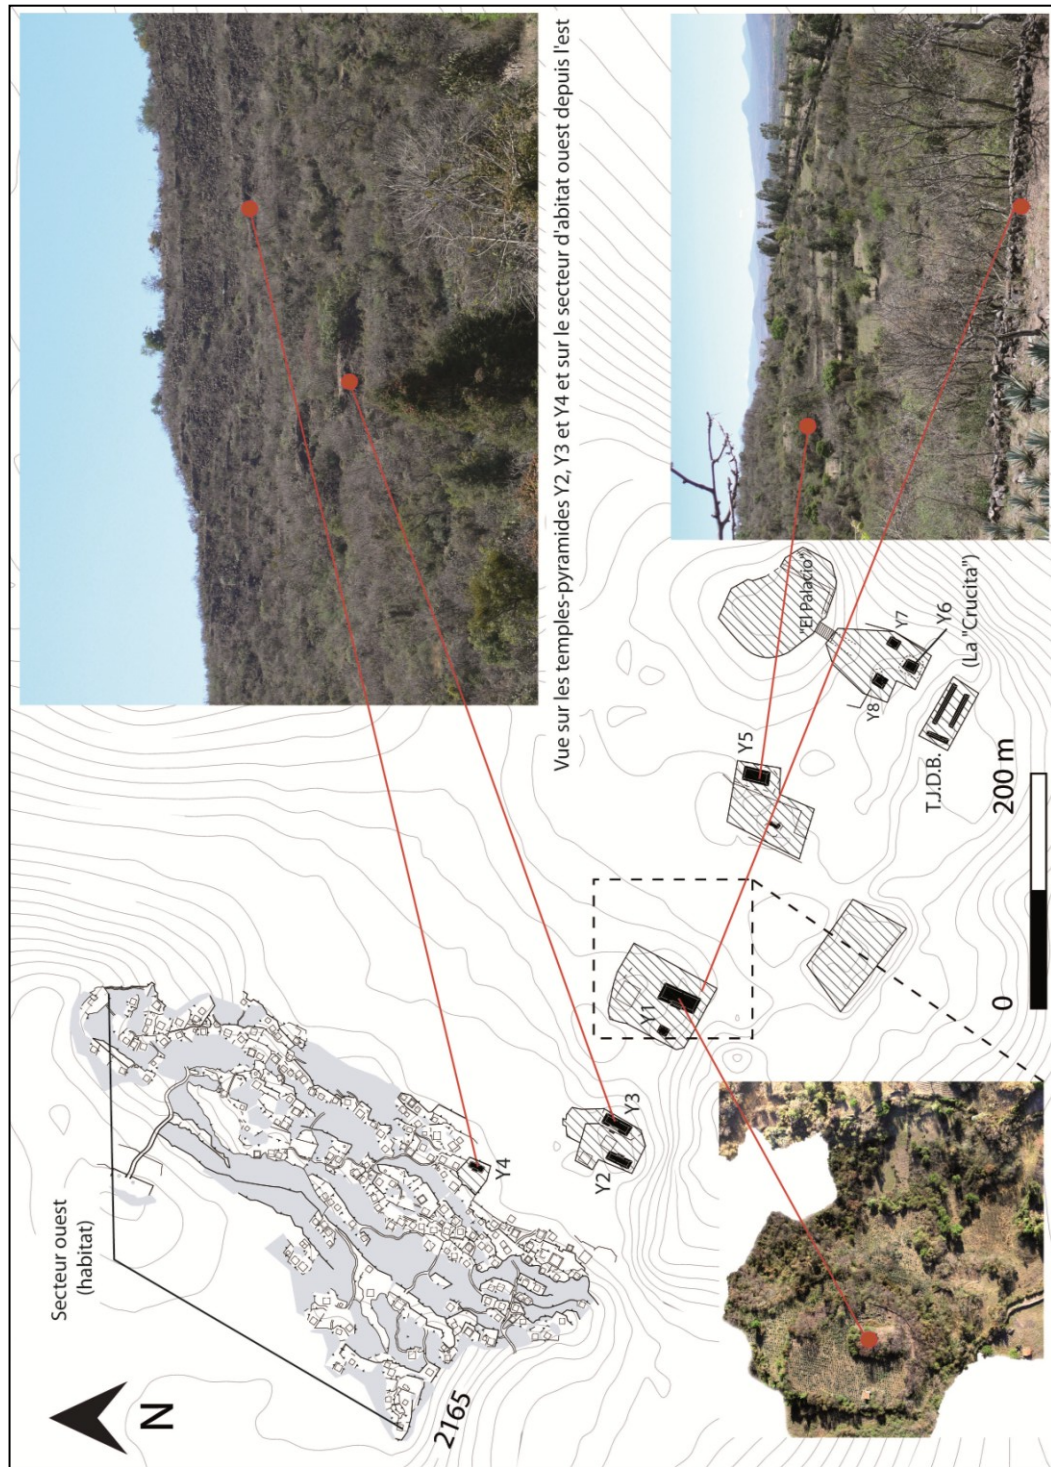 Vue sur les temples-pyramides Y2, Y3 et Y4 et sur le secteur d'abitat ouest depuis l'est
Secteur ouest
(habitat)
N
2165
Y4
Y2
Y3
Y1
Y5
"El Palacio"
Y7
Y6
Y8
(La "Crucita")
T.J.D.B.
0
200 m